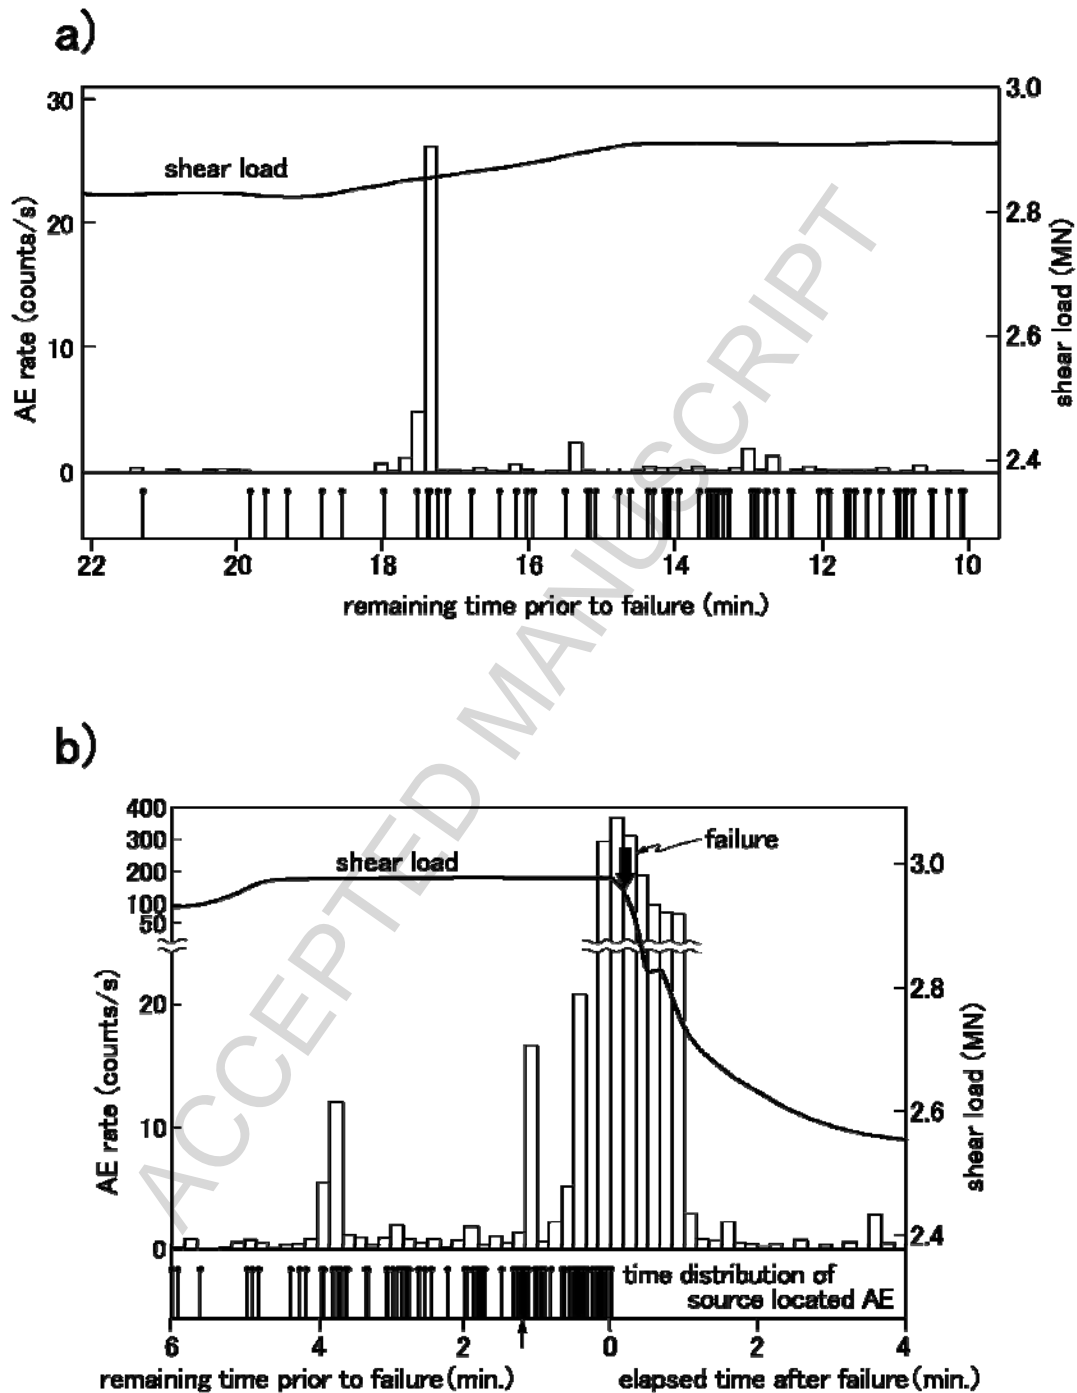 a)
30
20
10
0
AE rate (counts/s)
shear load
3.0
2.8
2.6
2.4
shear load (MN)
22 20 18 16 14 12 10
remaining time prior to failure (min.)
ACCEPTED MANUSCRIPT
b)
400
300
200
100
50
20
10
0
AE rate (counts/s)
shear load
failure
3.0
2.8
2.6
2.4
shear load (MN)
time distribution of
source located AE
6 4 2 0 2 4
remaining time prior to failure (min.) elapsed time after failure (min.)